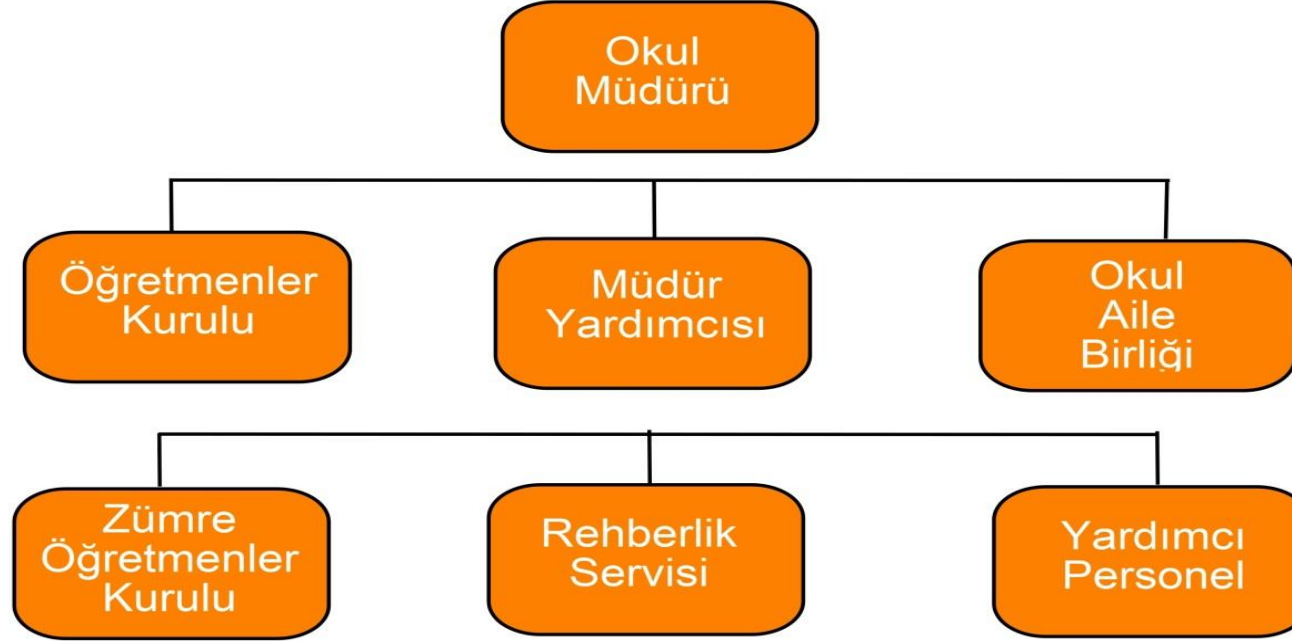 Okul
Müdürü
Öğretmenler
Kurulu
Müdür
Yardımcısı
Okul
Aile
Birliği
Zümre
Öğretmenler
Kurulu
Rehberlik
Servisi
Yardımcı
Personel